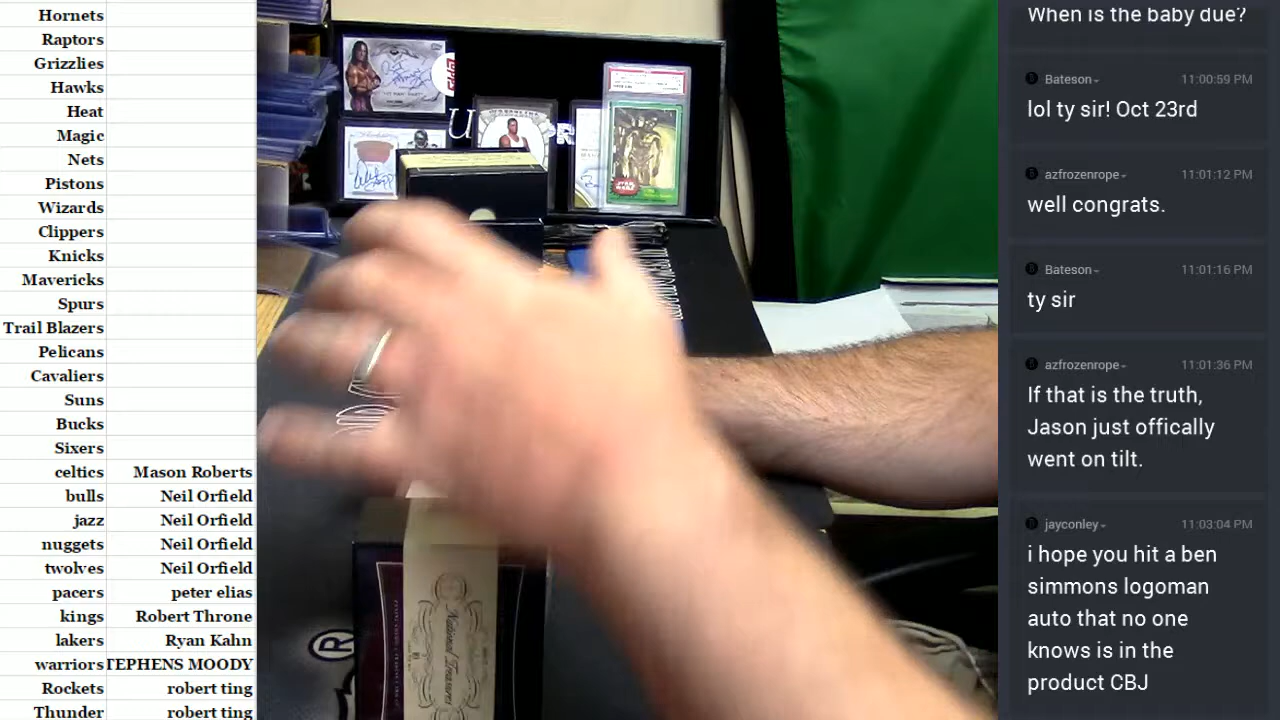 Hornets
Raptors
Grizzlies
Hawks
Heat
Magic
Nets
Pistons
Wizards
Clippers
Knicks
Mavericks
Spurs
Trail Blazers
Pelicans
Cavaliers
Suns
Bucks
Sixers
celtics Mason Roberts
bulls Neil Orfield
jazz Neil Orfield
nuggets Neil Orfield
twolves Neil Orfield
pacers peter elias
kings Robert Throne
lakers Ryan Kahn
warriors TEPHENS MOODY
Rockets robert ting
Thunder robert ting
STAR WARS
National Treasures
®
When is the baby due?
Bateson 11:00:59 PM
lol ty sir! Oct 23rd
azfrozenrope 11:01:12 PM
well congrats.
Bateson 11:01:16 PM
ty sir
azfrozenrope 11:01:36 PM
If that is the truth,
Jason just offically
went on tilt.
jayconley 11:03:04 PM
i hope you hit a ben
simmons logoman
auto that no one
knows is in the
product CBJ